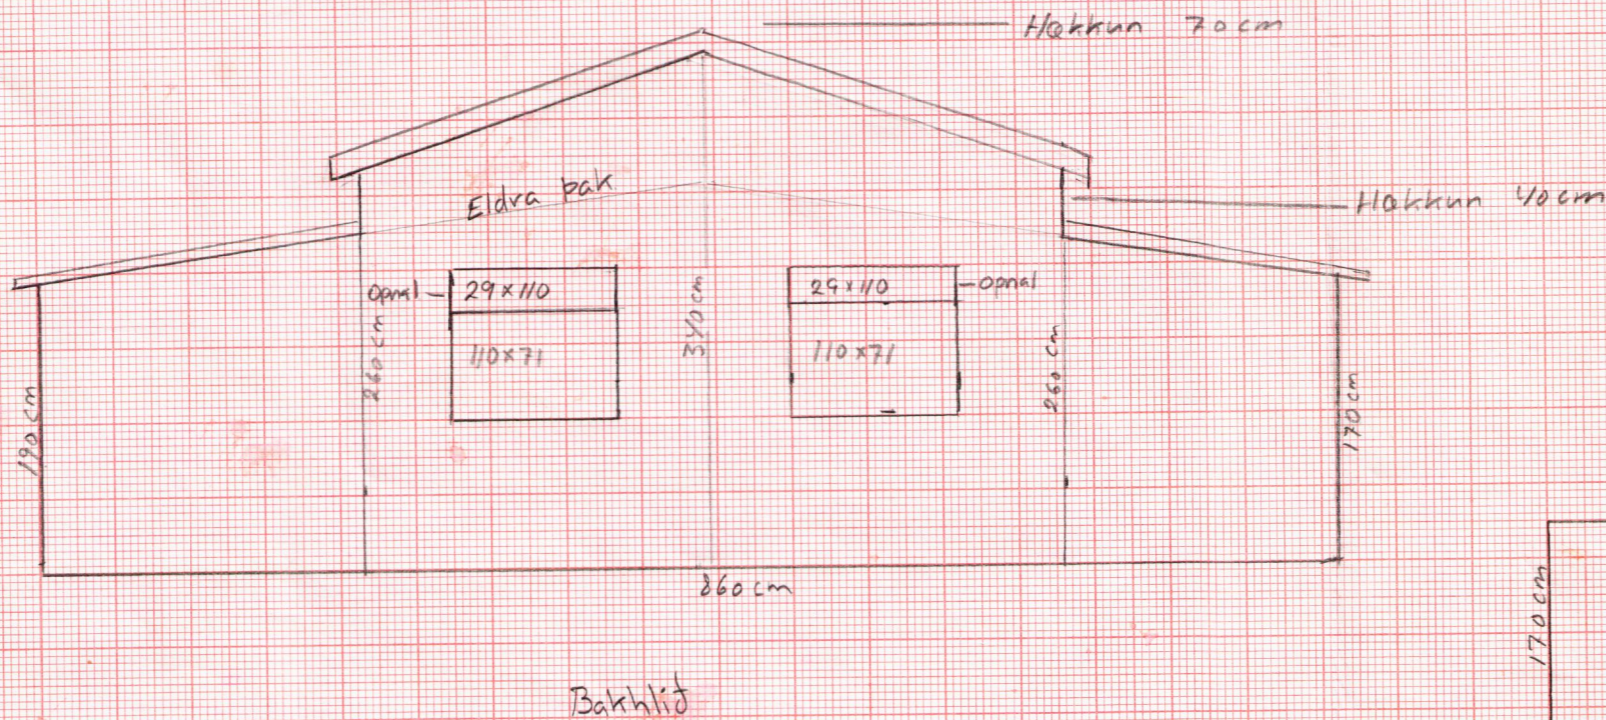 Hækkun 70 cm
Eldra þak
Hækkun 40 cm
Opnal
29 x 110
29 x 110
Opnal
110 x 71
110 x 71
260 cm
340 cm
260 cm
190 cm
170 cm
860 cm
170 cm
Bakhlið